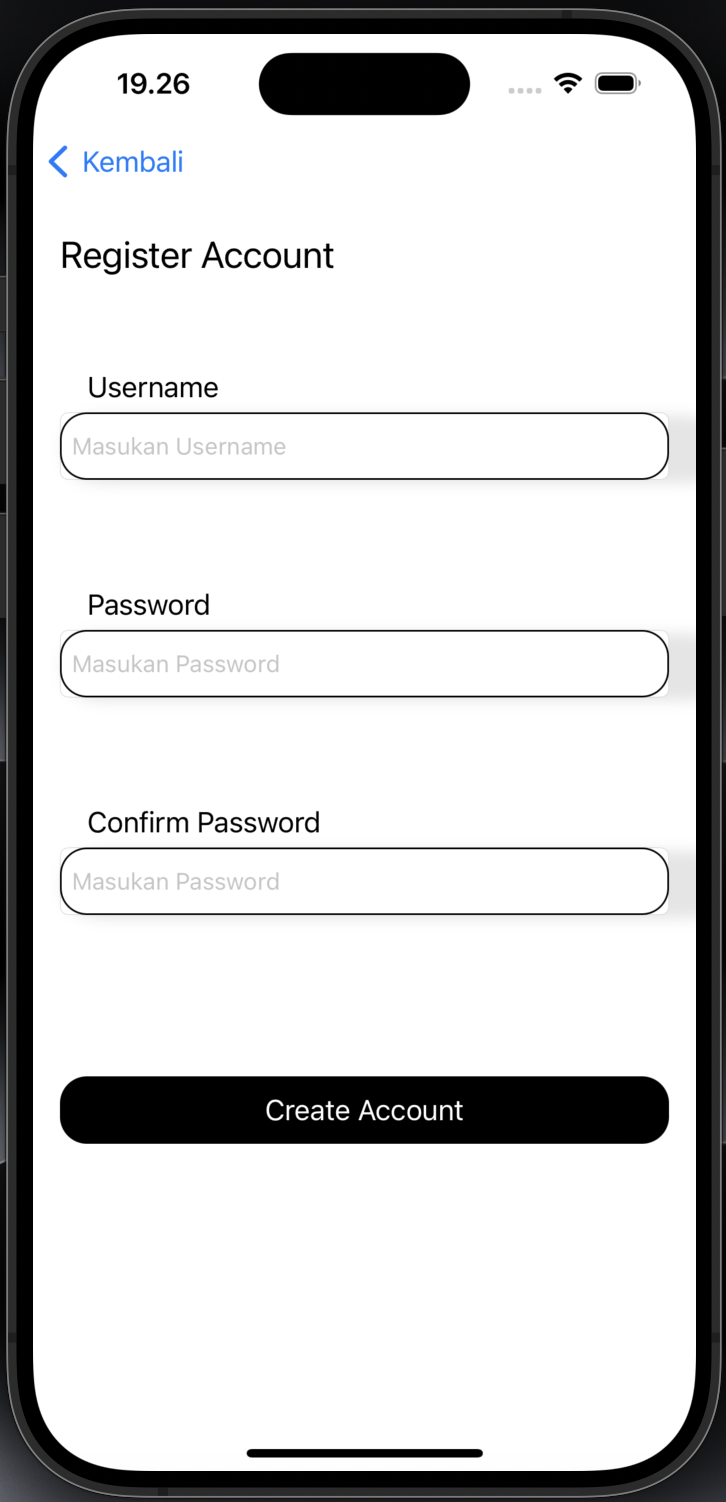 19.26
Kembali
Register Account
Username
Masukan Username
Password
Masukan Password
Confirm Password
Masukan Password
Create Account